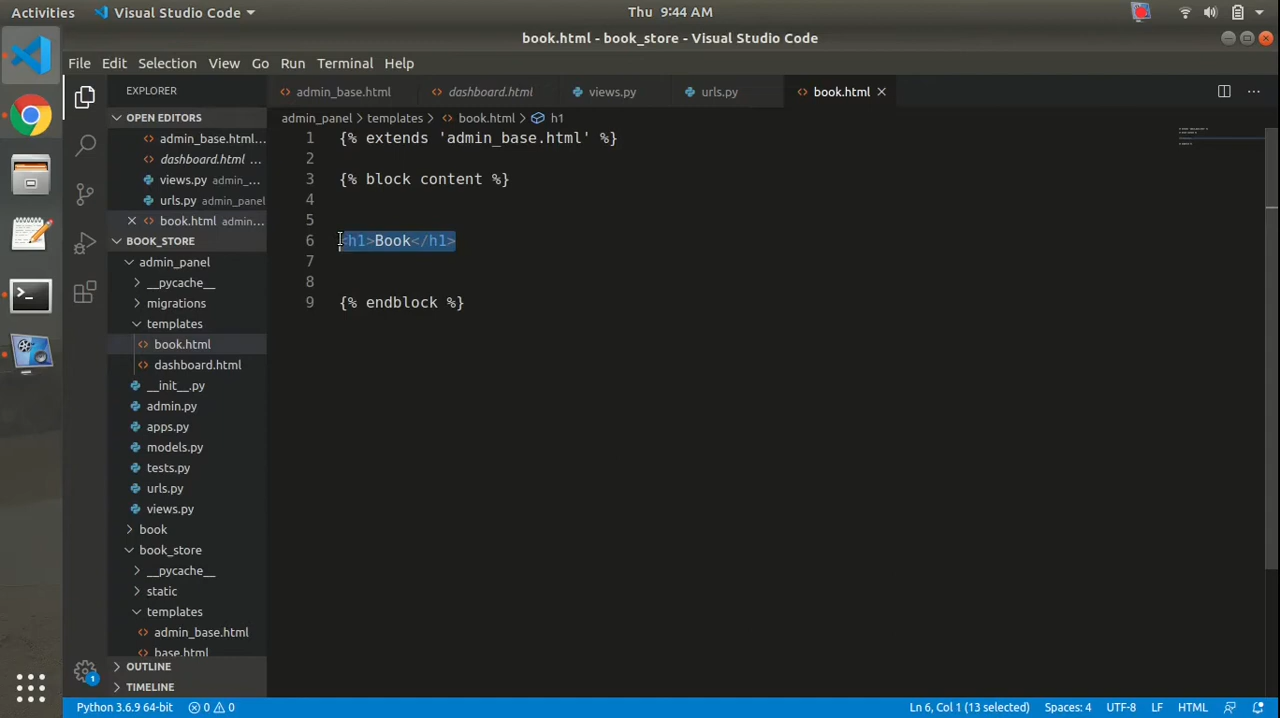 Activities
Visual Studio Code
Thu 9:44 AM
book.html - book_store - Visual Studio Code
File Edit Selection View Go Run Terminal Help
EXPLORER
OPEN EDITORS
admin_base.html...
dashboard.html ...
views.py admin_...
urls.py admin_panel
book.html admin...
BOOK_STORE
admin_panel
__pycache__
migrations
templates
book.html
dashboard.html
__init__.py
admin.py
apps.py
models.py
tests.py
urls.py
views.py
book
book_store
__pycache__
static
templates
admin_base.html
base.html
OUTLINE
TIMELINE
admin_base.html dashboard.html views.py urls.py book.html
admin_panel > templates > book.html > h1
1 {% extends 'admin_base.html' %}
2
3 {% block content %}
4
5
6 <h1>Book</h1>
7
8
9 {% endblock %}
1
Python 3.6.9 64-bit 0 0 Ln 6, Col 1 (13 selected) Spaces: 4 UTF-8 LF HTML